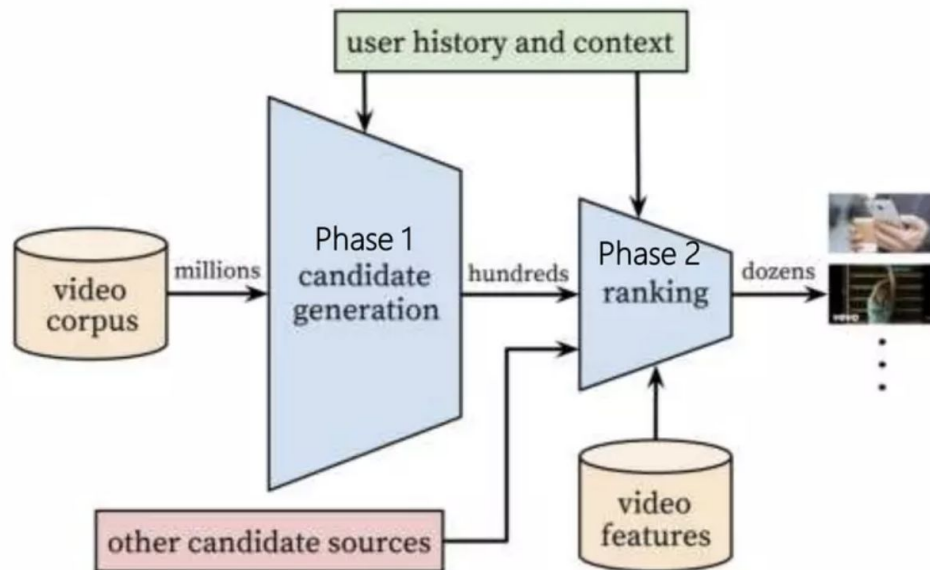 user history and context
Phase 1
candidate
generation
Phase 2
ranking
video
corpus
millions
hundreds
dozens
other candidate sources
video
features